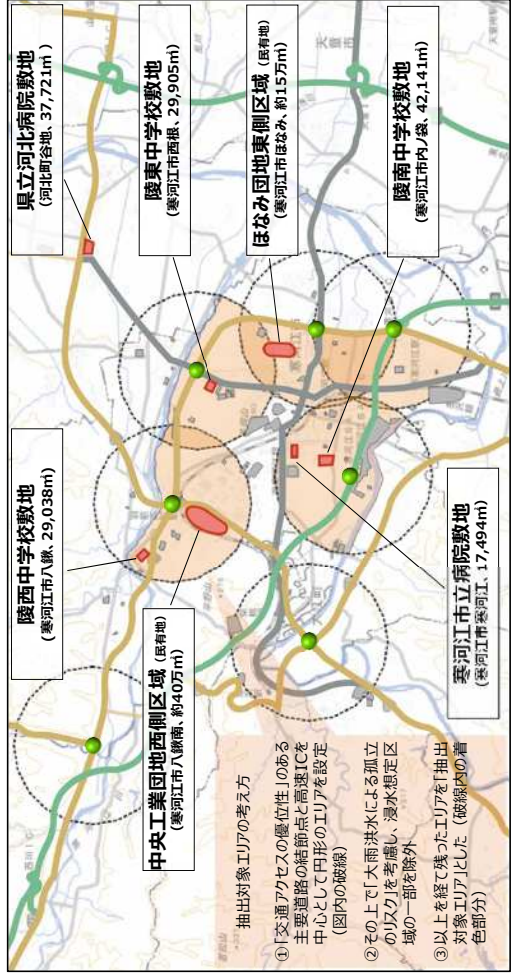 県立河北病院敷地
(河北町谷地、37,721㎡)
陵東中学校敷地
(寒河江市西根、29,905㎡)
ほなみ団地東側区域 (民有地)
(寒河江市ほなみ、約15万㎡)
陵南中学校敷地
(寒河江市内ノ袋、42,141㎡)
陵西中学校敷地
(寒河江市八鍬、29,038㎡)
中央工業団地西側区域 (民有地)
(寒河江市八鍬南、約40万㎡)
寒河江市立病院敷地
(寒河江市寒河江、17,494㎡)
抽出対象エリアの考え方
①「交通アクセスの優位性」のある
主要道路の結節点と高速ICを
中心として円形のエリアを設定
(図内の破線)
②その上で「大雨洪水による孤立
のリスク」を考慮し、浸水想定区
域の一部を除外
③以上を経て残ったエリアを「抽出
対象エリア」とした(破線内の着
色部分)
天童市